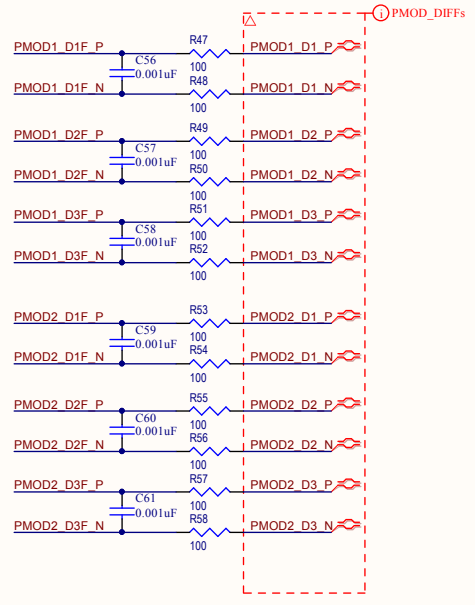 PMOD_DIFFs
R47
PMOD1_D1F_P
PMOD1_D1_P
C56
0.001uF
100
R48
PMOD1_D1F_N
PMOD1_D1_N
100
R49
PMOD1_D2F_P
PMOD1_D2_P
C57
0.001uF
100
R50
PMOD1_D2F_N
PMOD1_D2_N
100
R51
PMOD1_D3F_P
PMOD1_D3_P
C58
0.001uF
100
R52
PMOD1_D3F_N
PMOD1_D3_N
100
R53
PMOD2_D1F_P
PMOD2_D1_P
C59
0.001uF
100
R54
PMOD2_D1F_N
PMOD2_D1_N
100
R55
PMOD2_D2F_P
PMOD2_D2_P
C60
0.001uF
100
R56
PMOD2_D2F_N
PMOD2_D2_N
100
R57
PMOD2_D3F_P
PMOD2_D3_P
C61
0.001uF
100
R58
PMOD2_D3F_N
PMOD2_D3_N
100